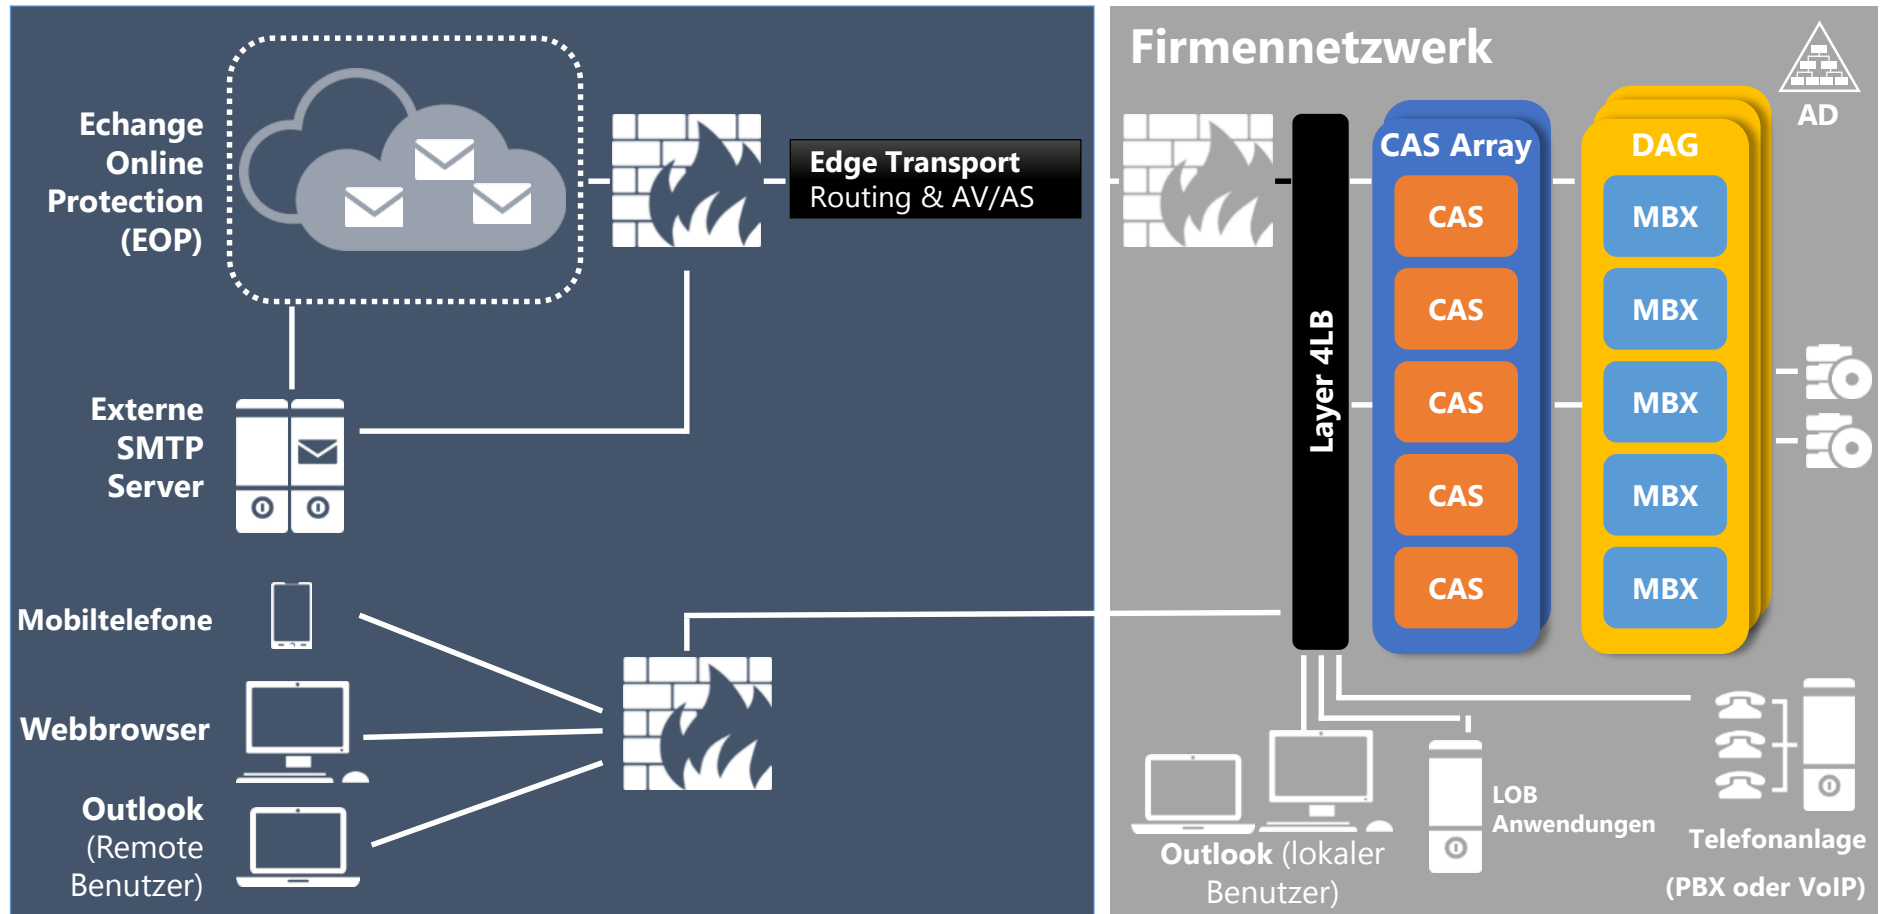 Echange
Online
Protection
(EOP)
Edge Transport
Routing & AV/AS
Externe
SMTP
Server
Mobiltelefone
Webbrowser
Outlook
(Remote
Benutzer)
Firmennetzwerk
AD
Layer 4LB
CAS Array
CAS
CAS
CAS
CAS
CAS
DAG
MBX
MBX
MBX
MBX
MBX
Outlook (lokaler
Benutzer)
LOB
Anwendungen
Telefonanlage
(PBX oder VoIP)